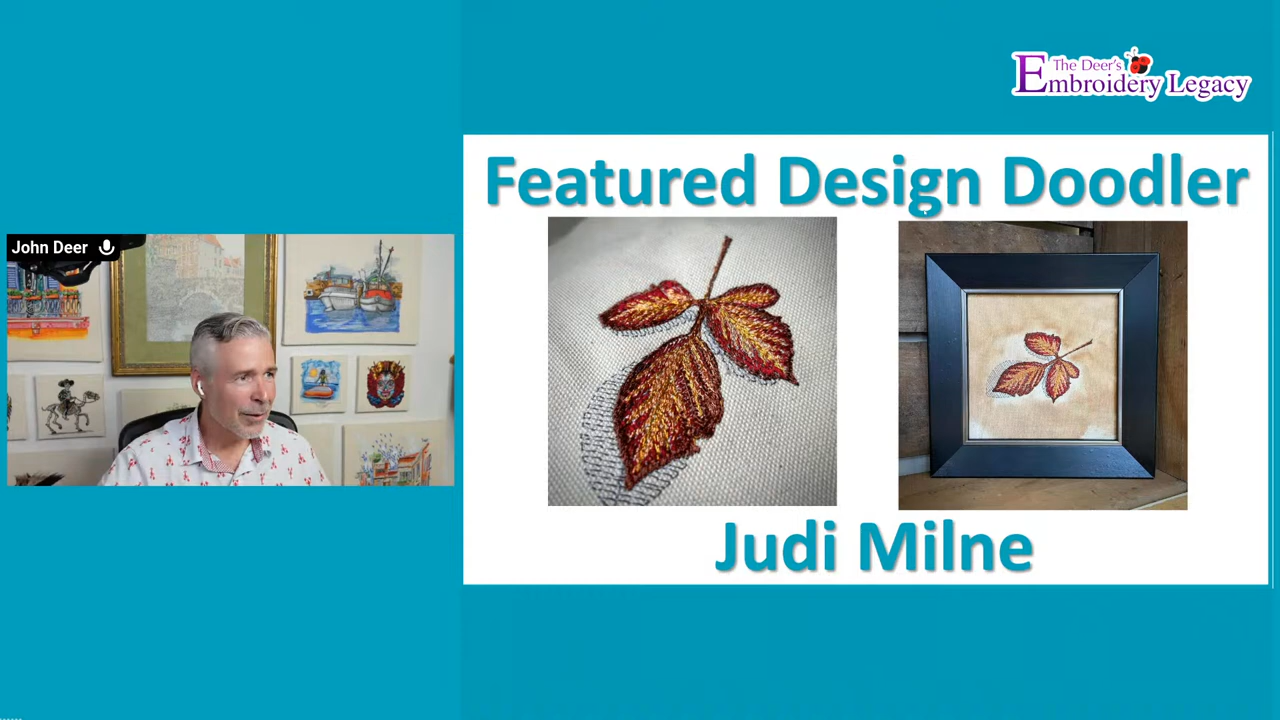 The Deer's
Embroidery Legacy
Featured Design Doodler
John Deer
Judi Milne